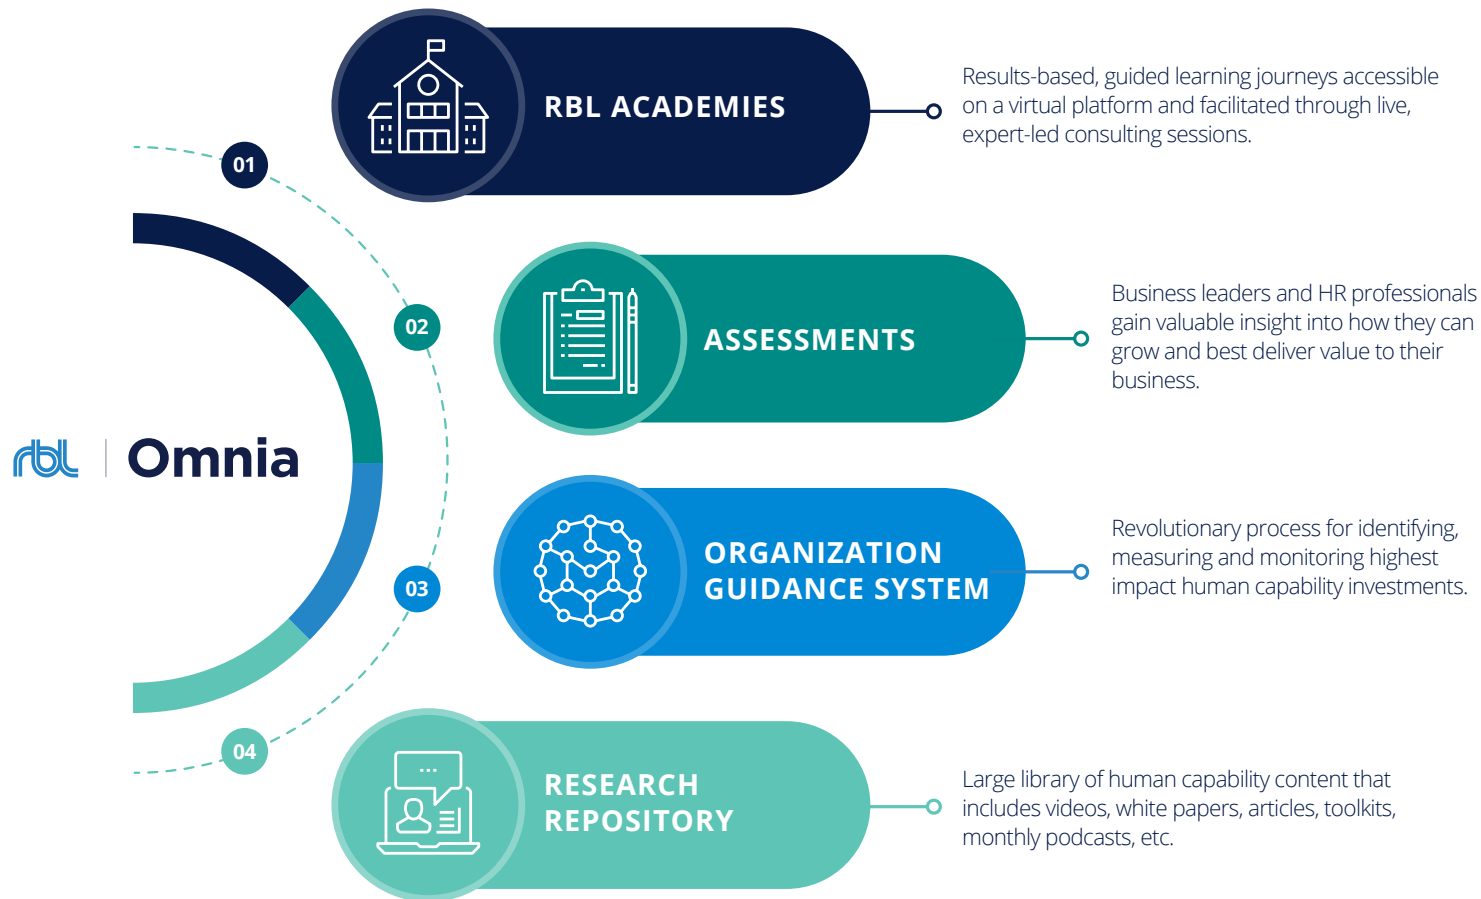 rbl | Omnia
01
RBL ACADEMIES
Results-based, guided learning journeys accessible
on a virtual platform and facilitated through live,
expert-led consulting sessions.
02
ASSESSMENTS
Business leaders and HR professionals
gain valuable insight into how they can
grow and best deliver value to their
business.
03
ORGANIZATION
GUIDANCE SYSTEM
Revolutionary process for identifying,
measuring and monitoring highest
impact human capability investments.
04
RESEARCH
REPOSITORY
Large library of human capability content that
includes videos, white papers, articles, toolkits,
monthly podcasts, etc.